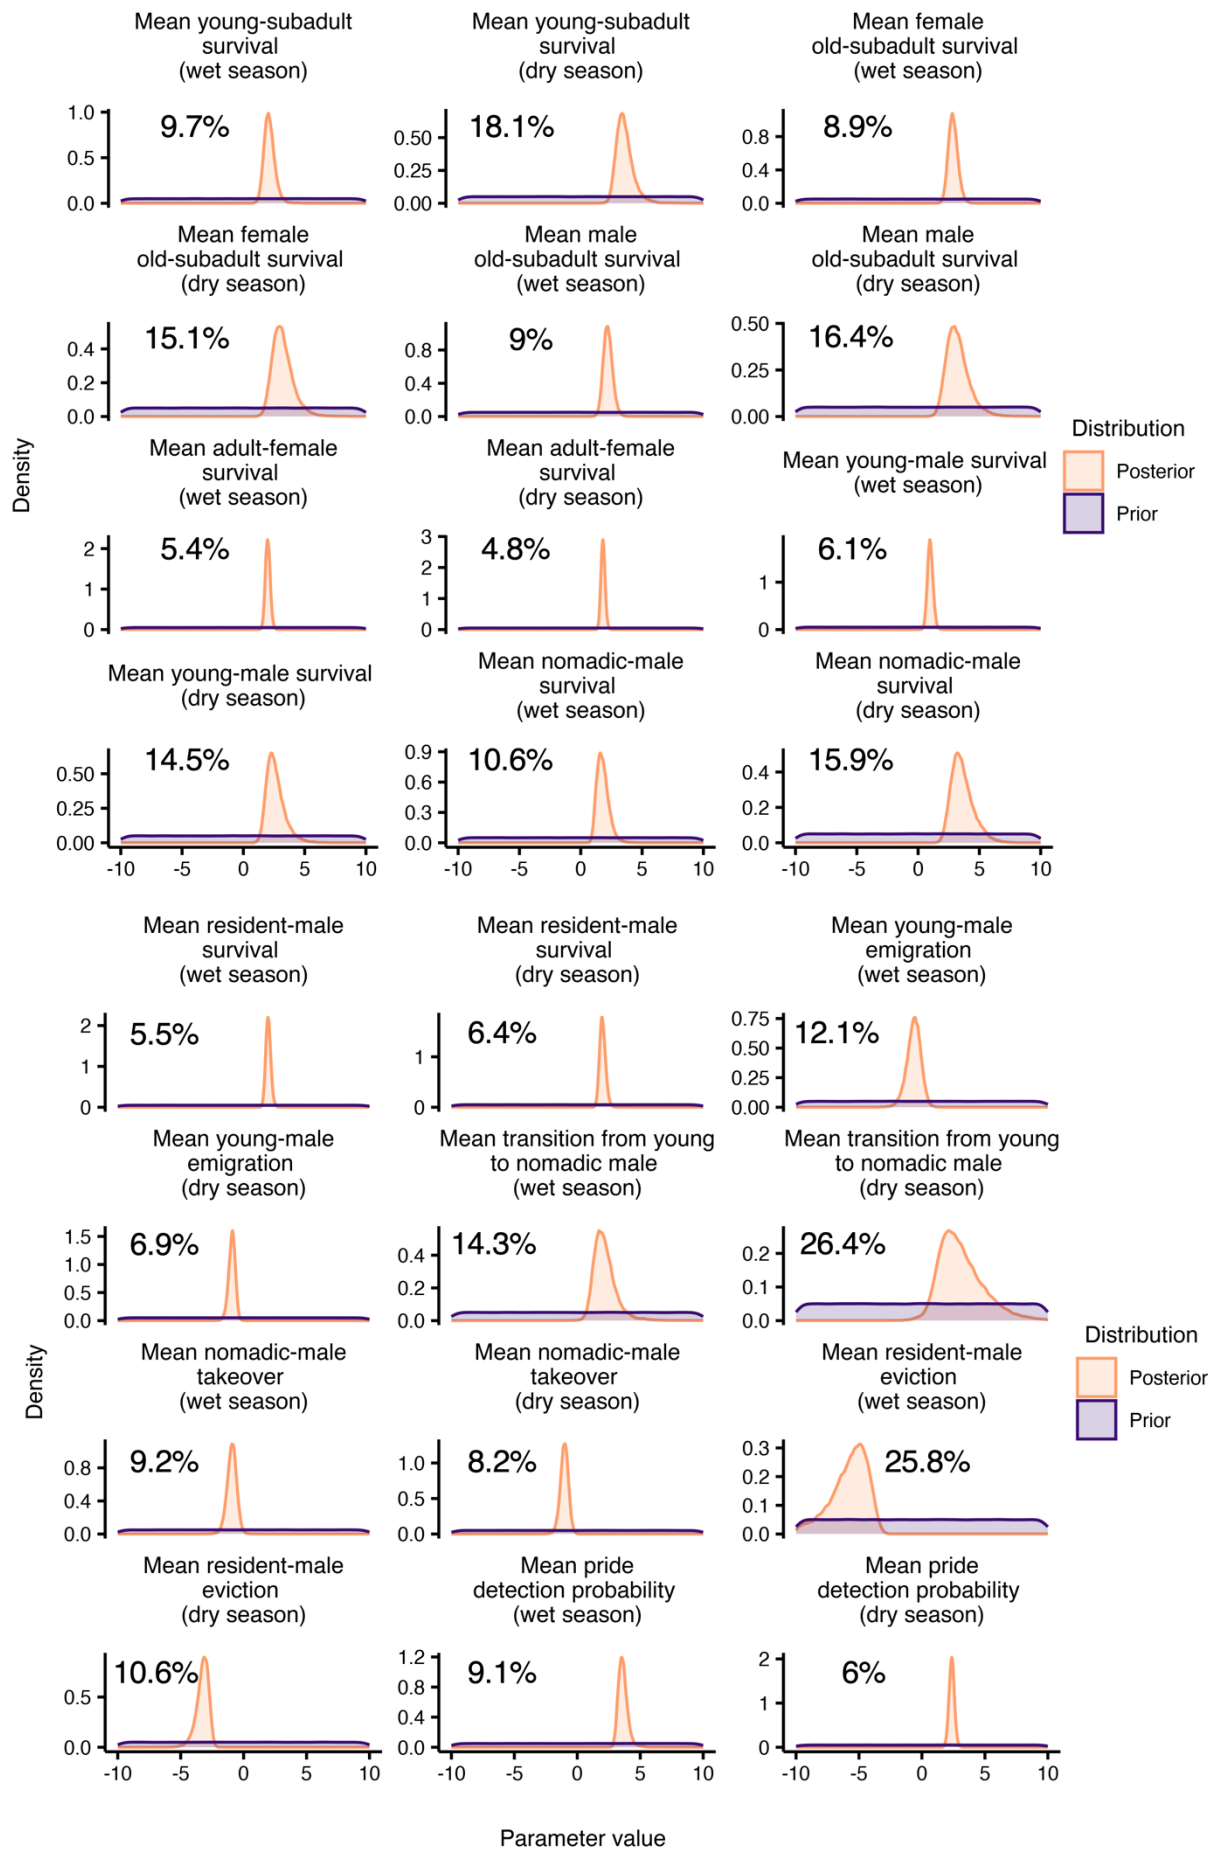 Mean young-subadult
survival
(wet season)
Mean young-subadult
survival
(dry season)
Mean female
old-subadult survival
(wet season)
1.0
0.5
0.0
9.7%
0.50
0.25
0.00
18.1%
0.8
0.4
0.0
8.9%
Mean female
old-subadult survival
(dry season)
Mean male
old-subadult survival
(wet season)
Mean male
old-subadult survival
(dry season)
0.4
0.2
0.0
15.1%
0.8
0.4
0.0
9%
0.50
0.25
0.00
16.4%
Mean adult-female
survival
(wet season)
Mean adult-female
survival
(dry season)
Mean young-male survival
(wet season)
2
1
0
5.4%
3
2
1
0
4.8%
1
0
6.1%
Mean young-male survival
(dry season)
Mean nomadic-male
survival
(wet season)
Mean nomadic-male
survival
(dry season)
0.50
0.25
0.00
14.5%
0.9
0.6
0.3
0.0
10.6%
0.4
0.2
0.0
15.9%
-10 -5 0 5 10
-10 -5 0 5 10
-10 -5 0 5 10
Density
Distribution
Posterior
Prior
Mean resident-male
survival
(wet season)
Mean resident-male
survival
(dry season)
Mean young-male
emigration
(wet season)
2
1
0
5.5%
1
0
6.4%
0.75
0.50
0.25
0.00
12.1%
Mean young-male
emigration
(dry season)
Mean transition from young
to nomadic male
(wet season)
Mean transition from young
to nomadic male
(dry season)
1.5
1.0
0.5
0.0
6.9%
0.4
0.2
0.0
14.3%
0.2
0.1
0.0
26.4%
Mean nomadic-male
takeover
(wet season)
Mean nomadic-male
takeover
(dry season)
Mean resident-male
eviction
(wet season)
0.8
0.4
0.0
9.2%
1.0
0.5
0.0
8.2%
0.3
0.2
0.1
0.0
25.8%
Mean resident-male
eviction
(dry season)
Mean pride
detection probability
(wet season)
Mean pride
detection probability
(dry season)
0.5
0.0
10.6%
1.2
0.8
0.4
0.0
9.1%
2
1
0
6%
-10 -5 0 5 10
-10 -5 0 5 10
-10 -5 0 5 10
Density
Distribution
Posterior
Prior
Parameter value